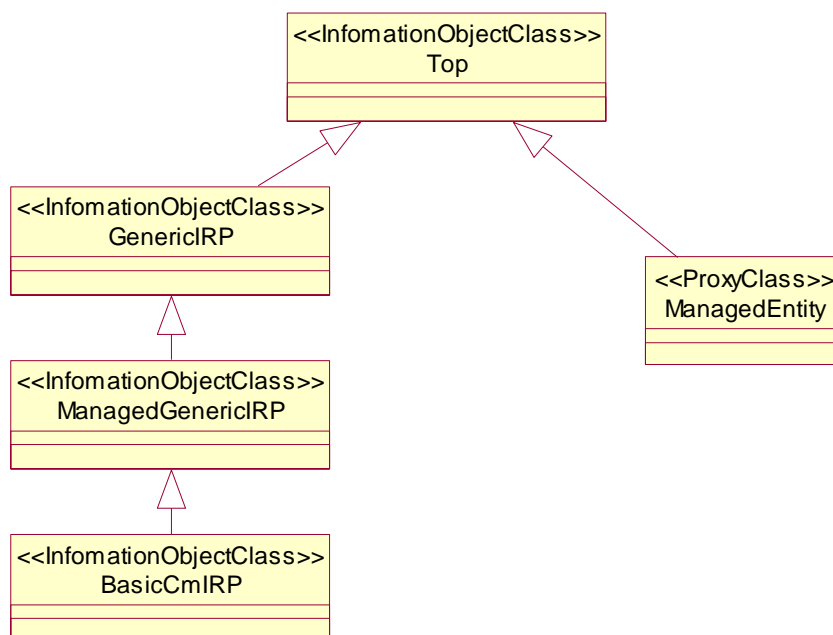 <<InfomationObjectClass>>
Top
<<InfomationObjectClass>>
GenericIRP
<<ProxyClass>>
ManagedEntity
<<InfomationObjectClass>>
ManagedGenericIRP
<<InfomationObjectClass>>
BasicCmIRP